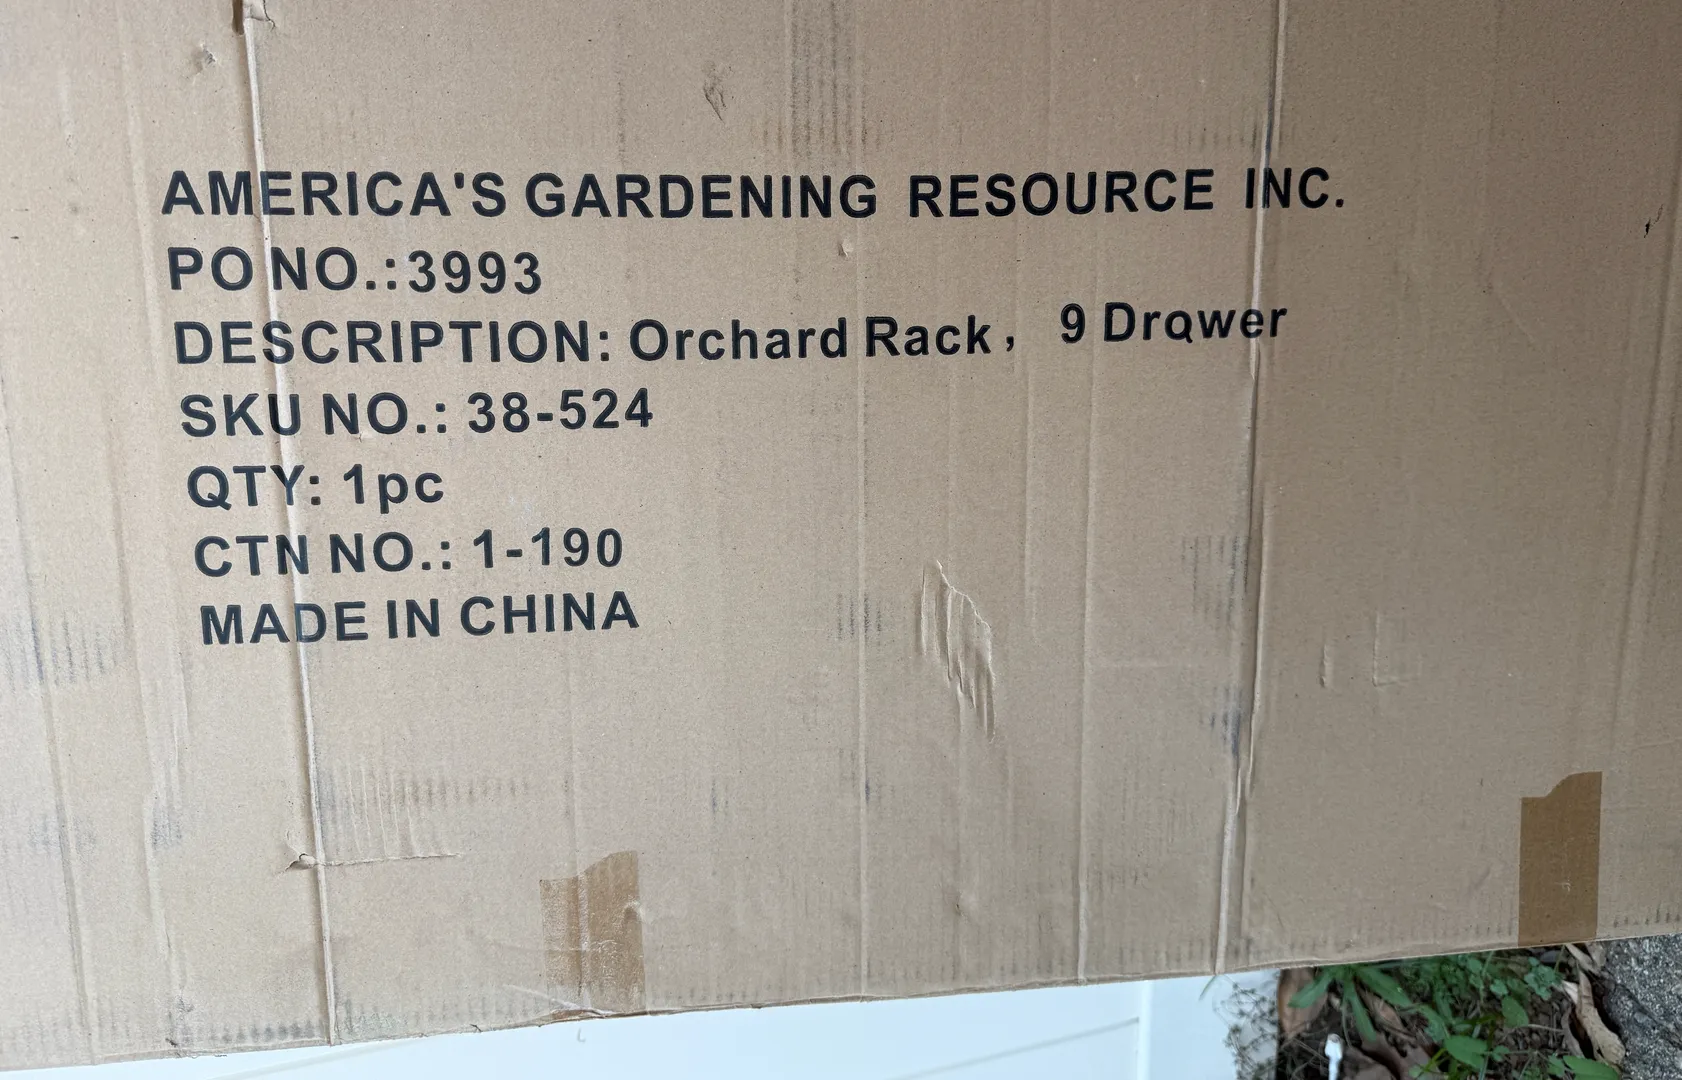 AMERICA'S GARDENING RESOURCE INC.
PO NO.:3993
DESCRIPTION: Orchard Rack, 9 Drawer
SKU NO.: 38-524
QTY: 1pc
CTN NO.: 1-190
MADE IN CHINA